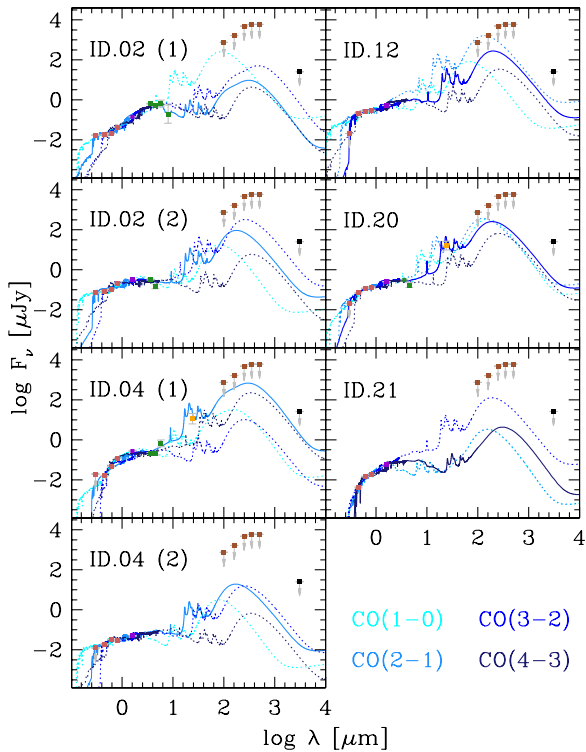 4
2
0
−2
ID.02 (1)
ID.12
4
2
0
−2
ID.02 (2)
ID.20
4
2
0
−2
ID.04 (1)
ID.21
0 1 2 3 4
4
2
0
−2
ID.04 (2)
CO(1−0) CO(3−2)
CO(2−1) CO(4−3)
0 1 2 3 4
log λ [μm]
log Fν [μJy]